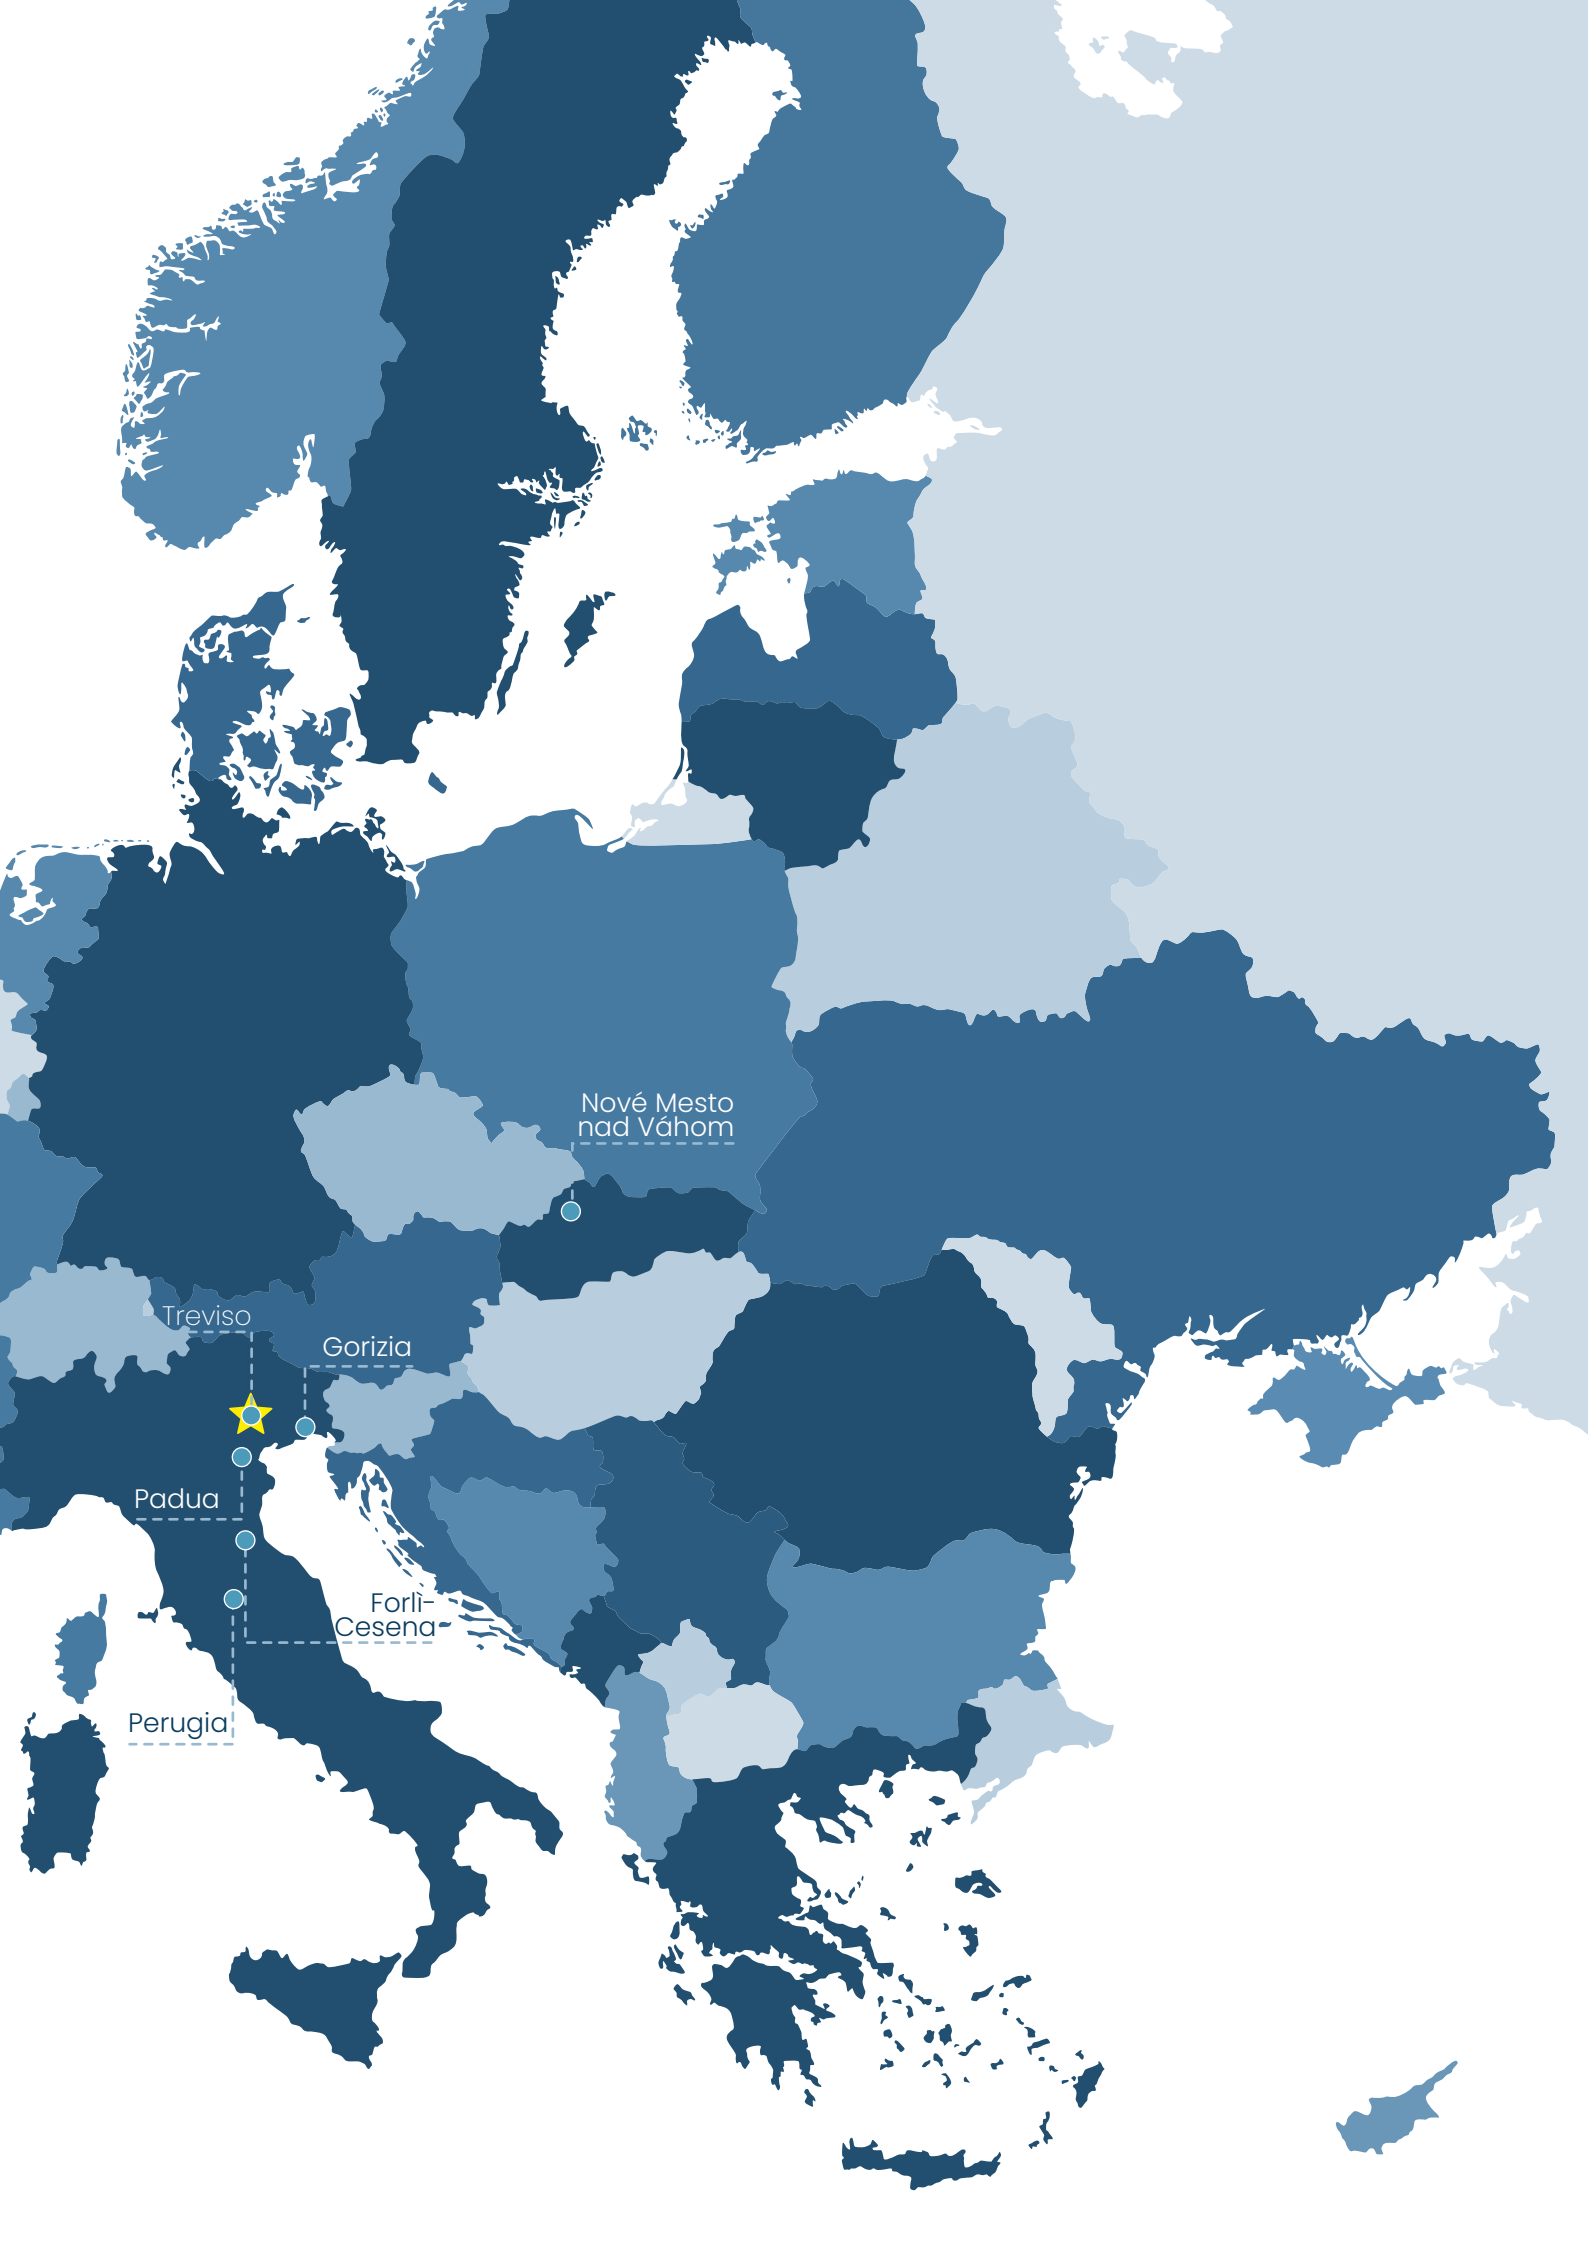 Nové Mesto
nad Váhom
Treviso
Gorizia
Padua
Forlì-
Cesena
Perugia